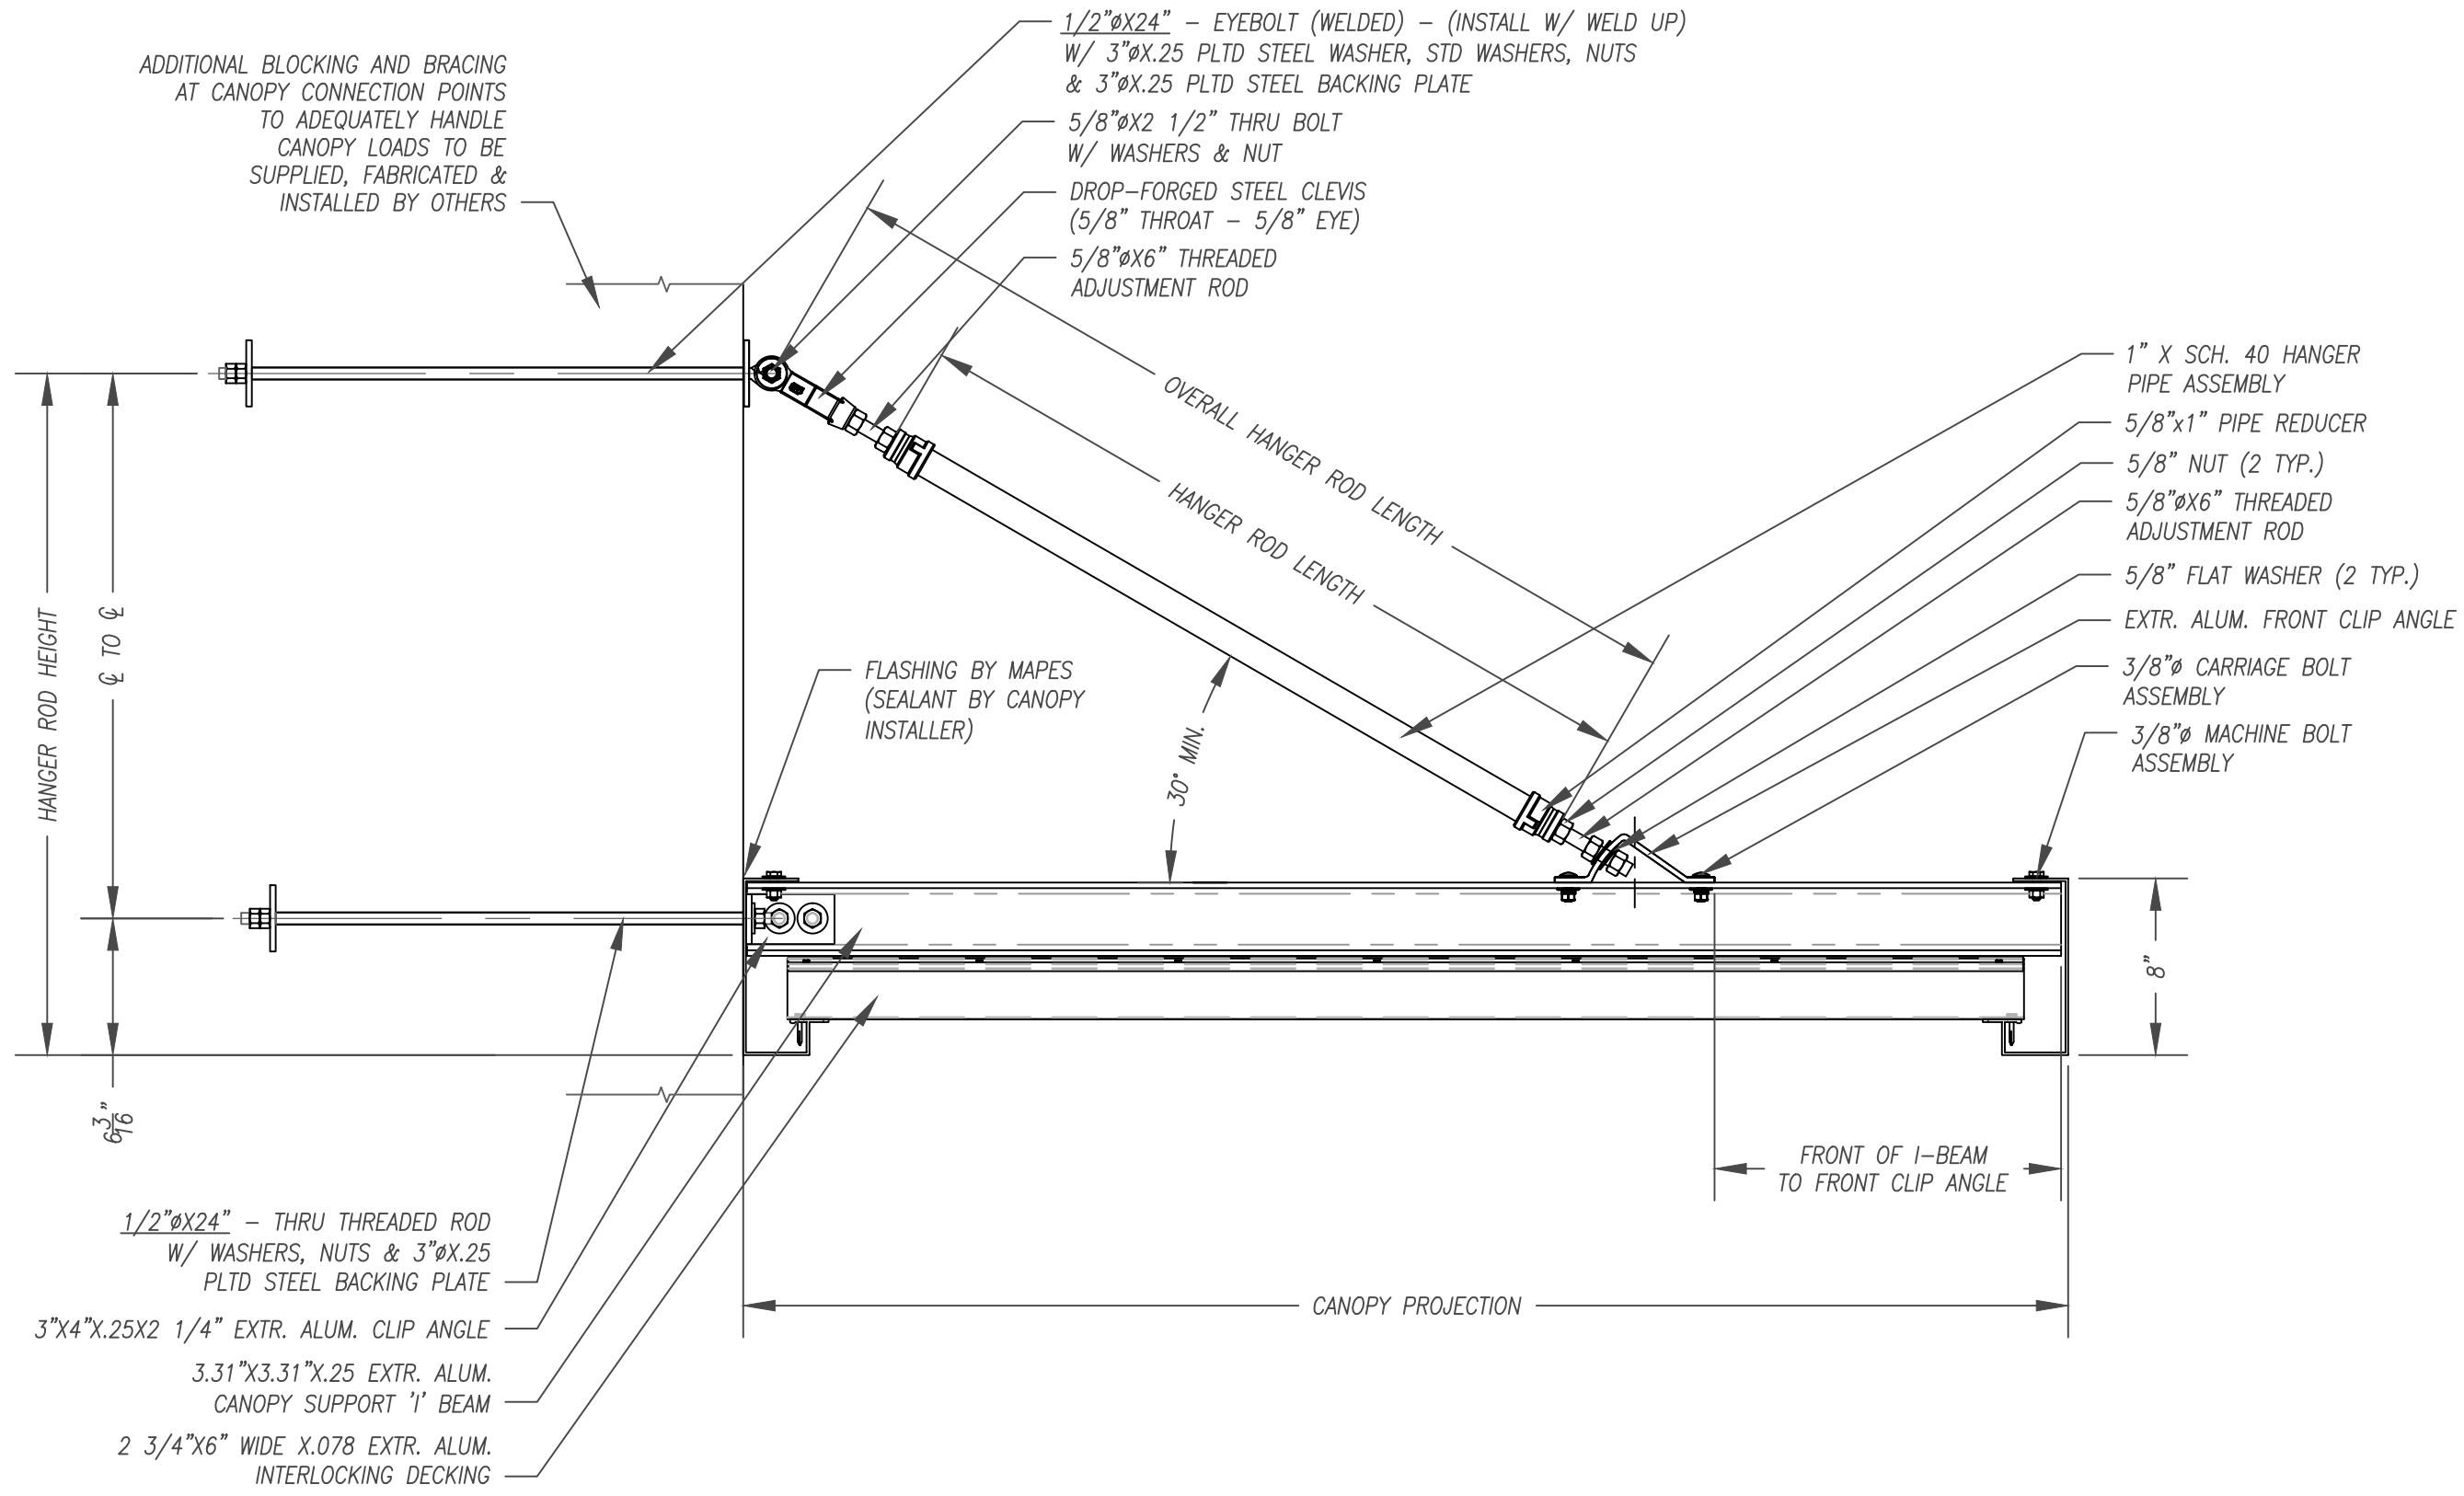 1/2"øX24" – EYEBOLT (WELDED) – (INSTALL W/ WELD UP)
W/ 3"øX.25 PLTD STEEL WASHER, STD WASHERS, NUTS
& 3"øX.25 PLTD STEEL BACKING PLATE
ADDITIONAL BLOCKING AND BRACING
AT CANOPY CONNECTION POINTS
TO ADEQUATELY HANDLE
CANOPY LOADS TO BE
SUPPLIED, FABRICATED &
INSTALLED BY OTHERS
5/8"øX2 1/2" THRU BOLT
W/ WASHERS & NUT
DROP–FORGED STEEL CLEVIS
(5/8" THROAT – 5/8" EYE)
5/8"øX6" THREADED
ADJUSTMENT ROD
OVERALL HANGER ROD LENGTH
HANGER ROD LENGTH
1" X SCH. 40 HANGER
PIPE ASSEMBLY
5/8"x1" PIPE REDUCER
5/8" NUT (2 TYP.)
5/8"øX6" THREADED
ADJUSTMENT ROD
5/8" FLAT WASHER (2 TYP.)
EXTR. ALUM. FRONT CLIP ANGLE
3/8"ø CARRIAGE BOLT
ASSEMBLY
3/8"ø MACHINE BOLT
ASSEMBLY
HANGER ROD HEIGHT
℄ TO ℄
FLASHING BY MAPES
(SEALANT BY CANOPY
INSTALLER)
30° MIN.
8"
6 3/16"
FRONT OF I–BEAM
TO FRONT CLIP ANGLE
1/2"øX24" – THRU THREADED ROD
W/ WASHERS, NUTS & 3"øX.25
PLTD STEEL BACKING PLATE
CANOPY PROJECTION
3"X4"X.25X2 1/4" EXTR. ALUM. CLIP ANGLE
3.31"X3.31"X.25 EXTR. ALUM.
CANOPY SUPPORT 'I' BEAM
2 3/4"X6" WIDE X.078 EXTR. ALUM.
INTERLOCKING DECKING